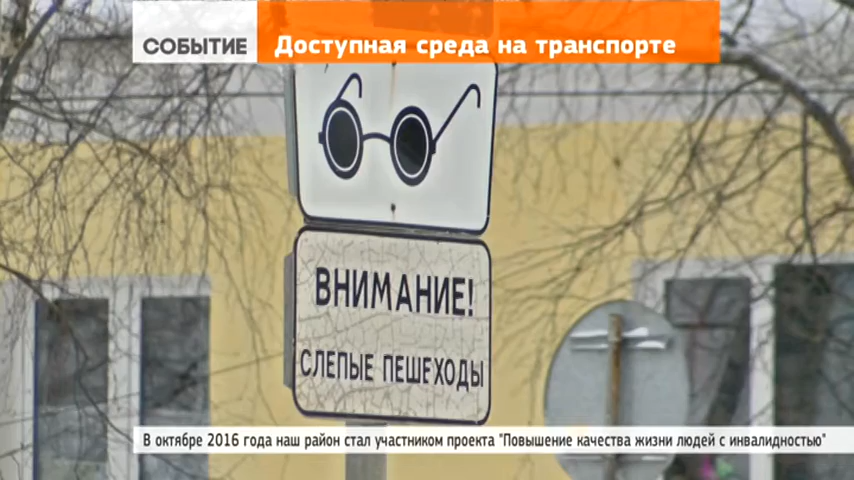 СОБЫТИЕ Доступная среда на транспорте
ВНИМАНИЕ!
СЛЕПЫЕ ПЕШЕХОДЫ
В октябре 2016 года наш район стал участником проекта "Повышение качества жизни людей с инвалидностью"